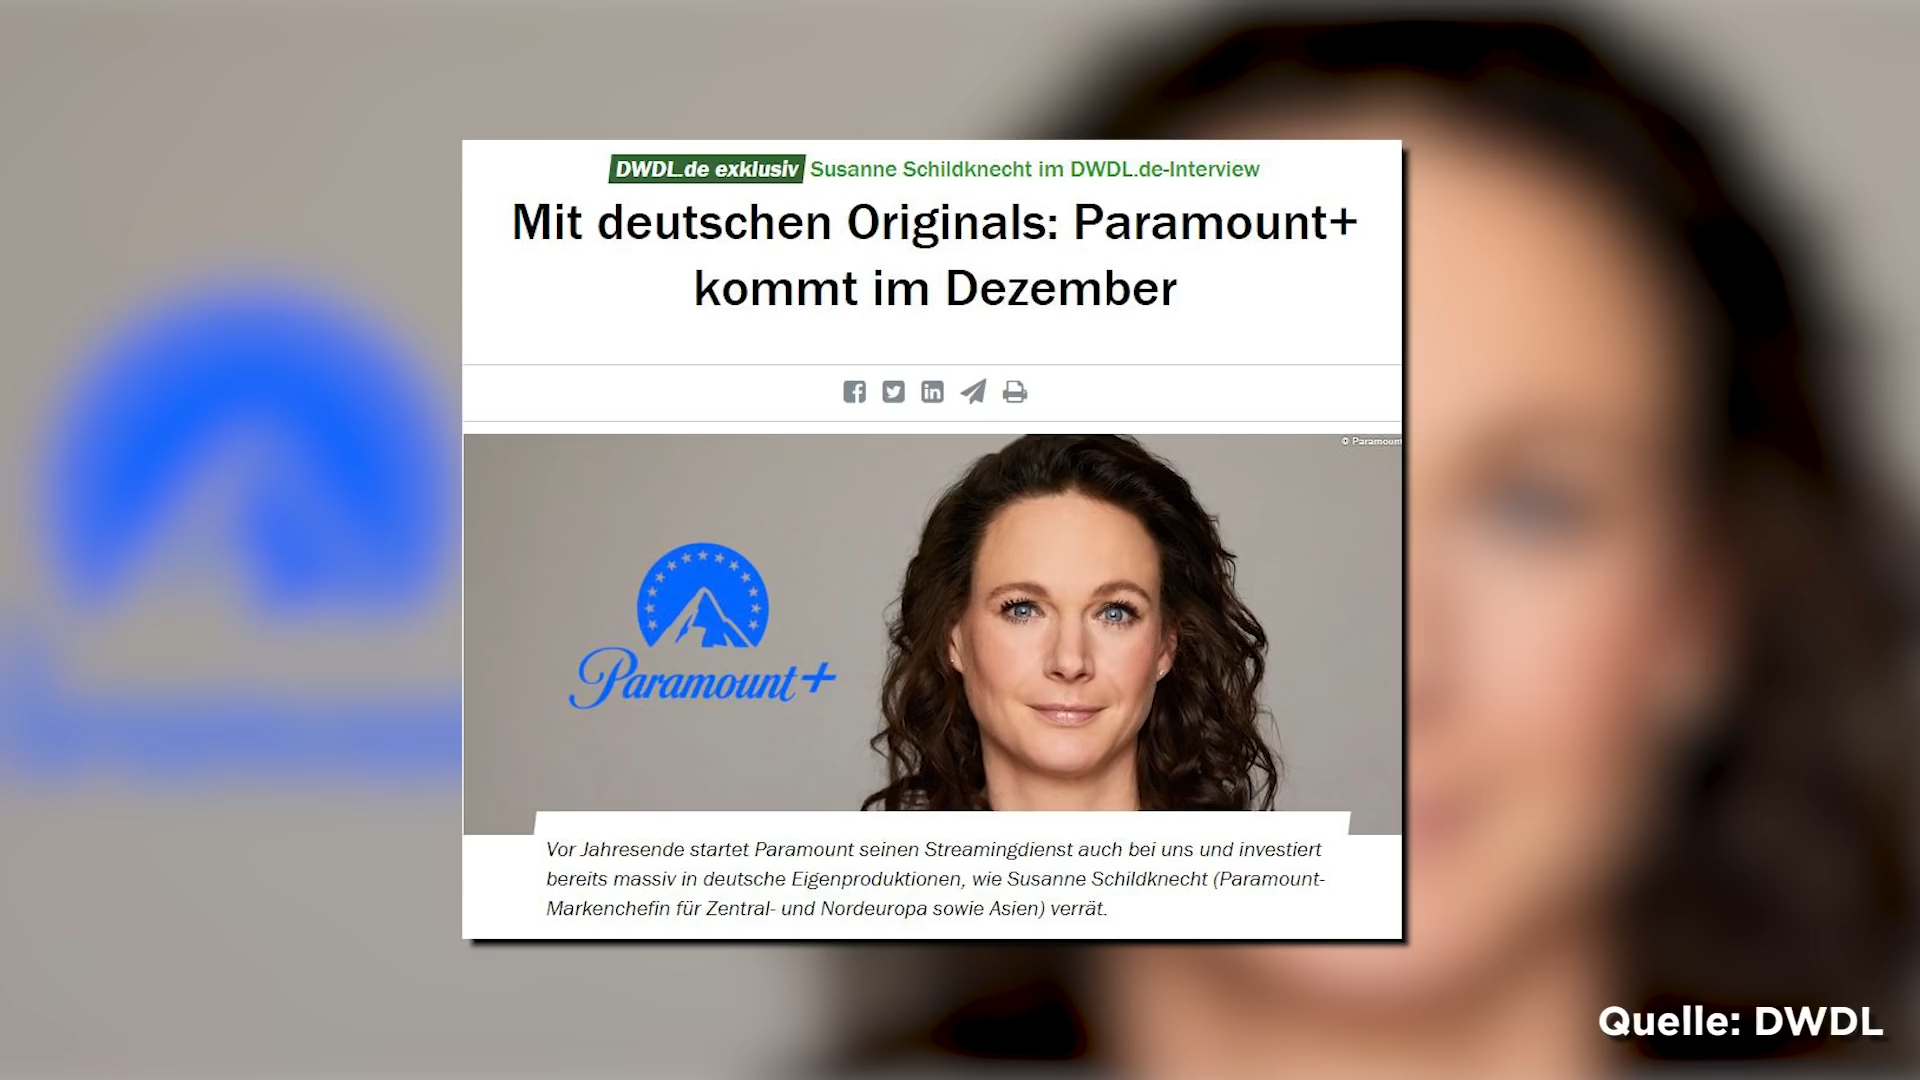 DWDL.de exklusiv Susanne Schildknecht im DWDL.de-Interview
Mit deutschen Originals: Paramount+
kommt im Dezember
© Paramount
Paramount+
Vor Jahresende startet Paramount seinen Streamingdienst auch bei uns und investiert
bereits massiv in deutsche Eigenproduktionen, wie Susanne Schildknecht (Paramount-
Markenchefin für Zentral- und Nordeuropa sowie Asien) verrät.
Quelle: DWDL